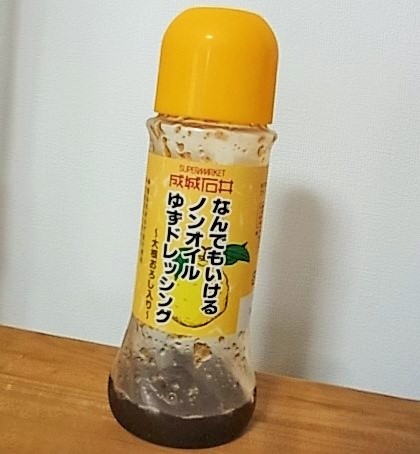 SUPERMARKET
成城石井
なんでもいける
ノンオイル
ゆずドレッシング
～大根おろし入り～